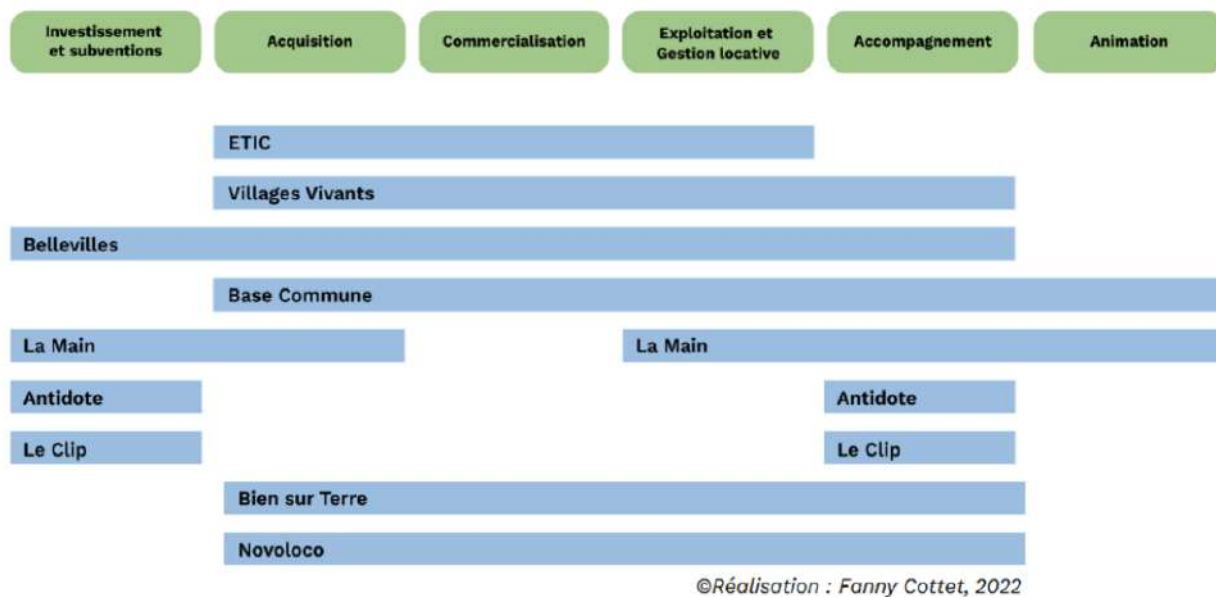 Investissement
et subventions
Acquisition
Commercialisation
Exploitation et
Gestion locative
Accompagnement
Animation
ETIC
Villages Vivants
Bellevilles
Base Commune
La Main
La Main
Antidote
Antidote
Le Clip
Le Clip
Bien sur Terre
Novoloco
©Réalisation : Fanny Cottet, 2022